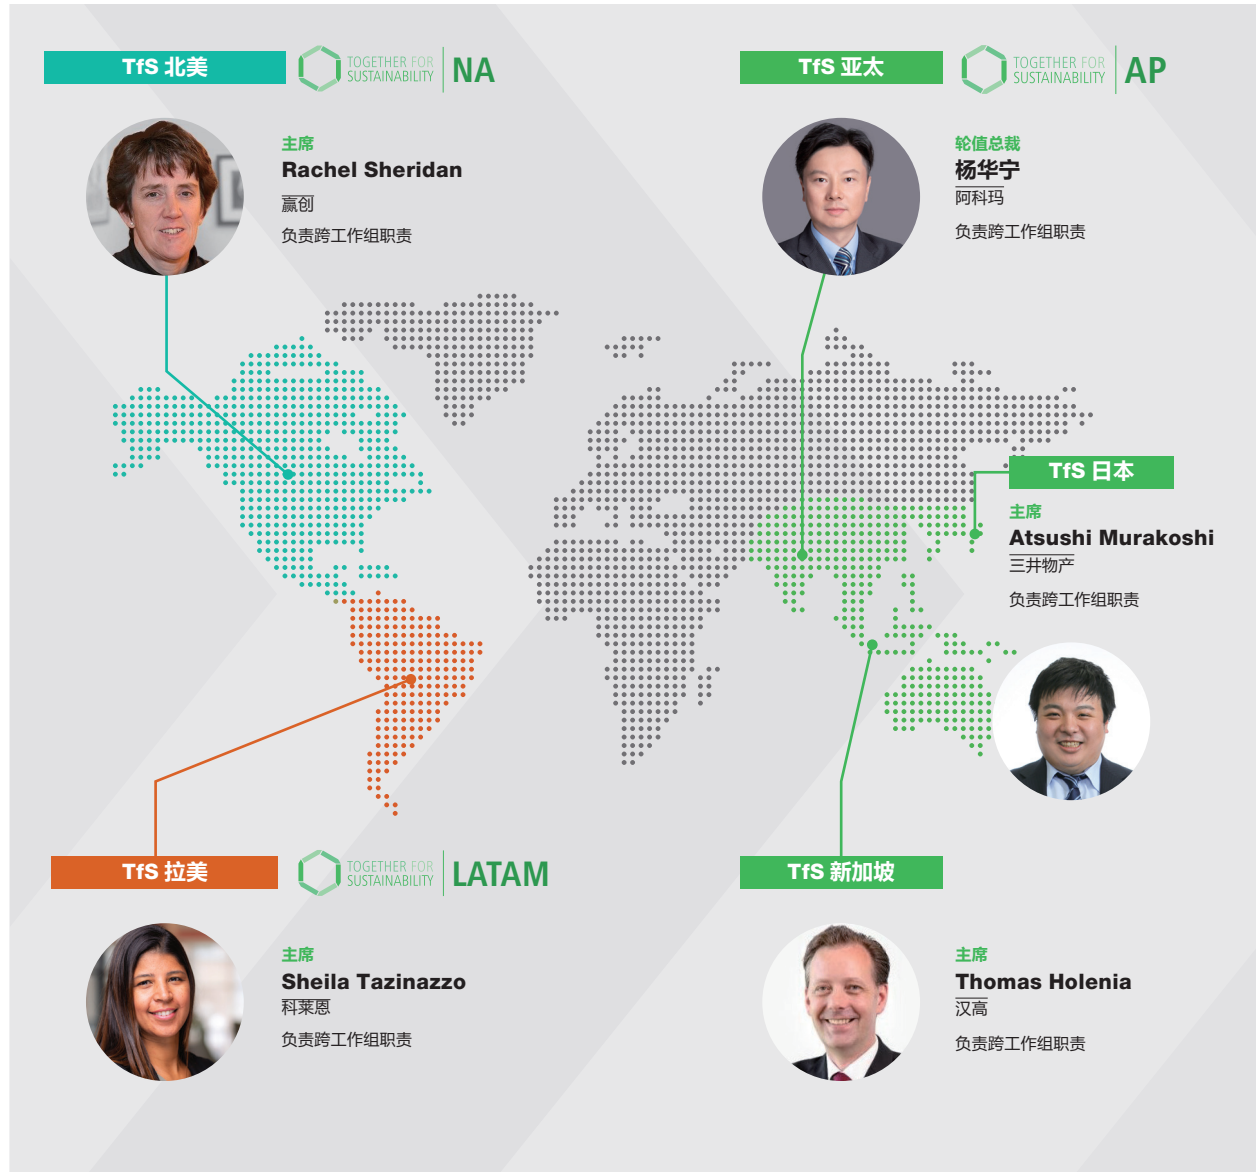 TfS 北美
TOGETHER FOR
SUSTAINABILITY
NA
主席
Rachel Sheridan
赢创
负责跨工作组职责
TfS 亚太
TOGETHER FOR
SUSTAINABILITY
AP
轮值总裁
杨华宁
阿科玛
负责跨工作组职责
TfS 日本
主席
Atsushi Murakoshi
三井物产
负责跨工作组职责
TfS 拉美
TOGETHER FOR
SUSTAINABILITY
LATAM
主席
Sheila Tazinazzo
科莱恩
负责跨工作组职责
TfS 新加坡
主席
Thomas Holenia
汉高
负责跨工作组职责